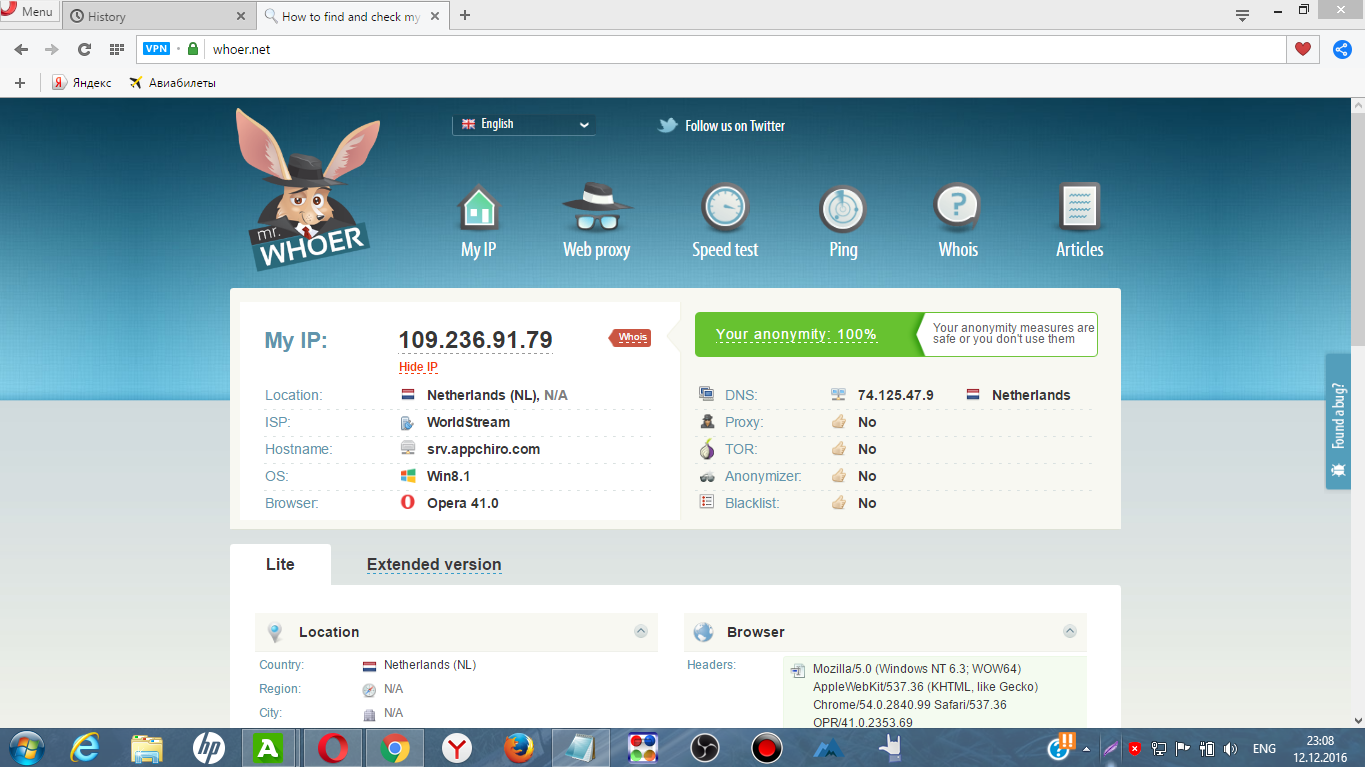 Menu
History
How to find and check my
VPN
whoer.net
Яндекс
Авиабилеты
English
Follow us on Twitter
mr.
WHOER
My IP
Web proxy
Speed test
Ping
Whois
Articles
My IP:
109.236.91.79
Whois
Hide IP
Location:
Netherlands (NL), N/A
ISP:
WorldStream
Hostname:
srv.appchiro.com
OS:
Win8.1
Browser:
Opera 41.0
Your anonymity: 100%
Your anonymity measures are
safe or you don't use them
DNS:
74.125.47.9
Netherlands
Proxy:
No
TOR:
No
Anonymizer:
No
Blacklist:
No
Found a bug?
Lite
Extended version
Location
Country:
Netherlands (NL)
Region:
N/A
City:
N/A
Browser
Headers:
Mozilla/5.0 (Windows NT 6.3; WOW64)
AppleWebKit/537.36 (KHTML, like Gecko)
Chrome/54.0.2840.99 Safari/537.36
OPR/41.0.2353.69
hp
A
Y
ENG
23:08
12.12.2016